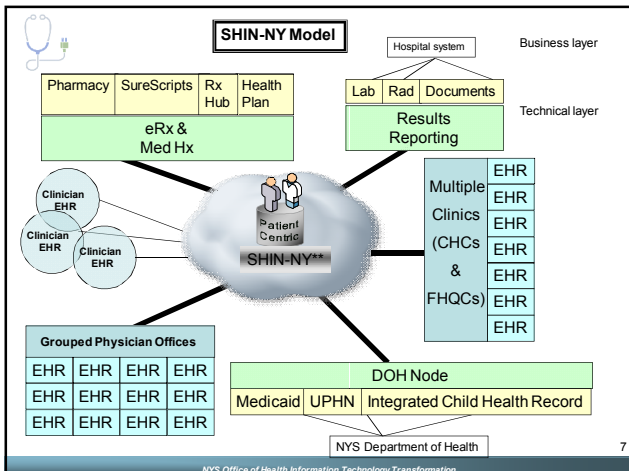 SHIN-NY Model
Hospital system
Business layer
Pharmacy
SureScripts
Rx
Hub
Health
Plan
Lab
Rad
Documents
Technical layer
eRx &
Med Hx
Results
Reporting
Clinician
EHR
Clinician
EHR
Clinician
EHR
Patient
Centric
SHIN-NY**
Multiple
Clinics
(CHCs
&
FHQCs)
EHR
EHR
EHR
EHR
EHR
EHR
EHR
Grouped Physician Offices
EHR EHR EHR EHR
EHR EHR EHR EHR
EHR EHR EHR EHR
DOH Node
Medicaid
UPHN
Integrated Child Health Record
NYS Department of Health
7
NYS Office of Health Information Technology Transformation